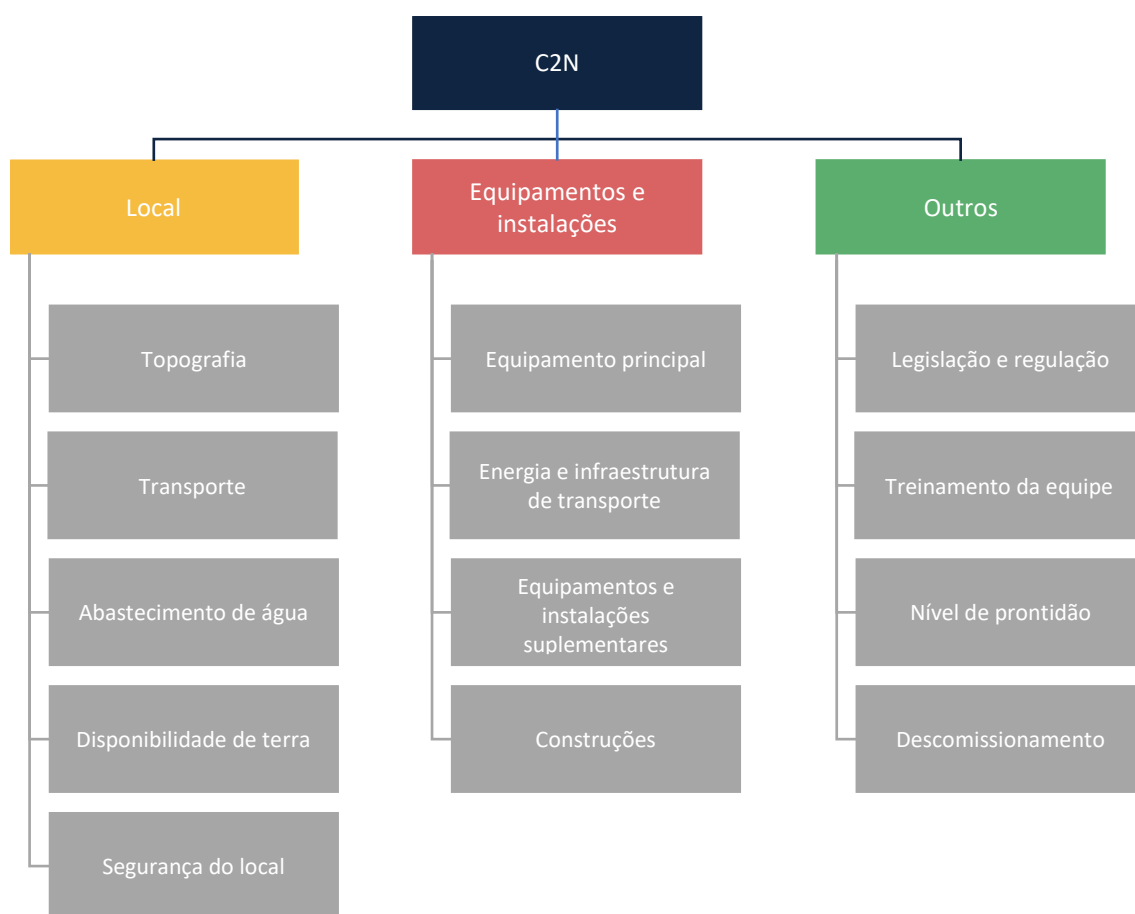 C2N
Local
Equipamentos e
instalações
Outros
Topografia
Transporte
Abastecimento de água
Disponibilidade de terra
Segurança do local
Equipamento principal
Energia e infraestrutura
de transporte
Equipamentos e
instalações
suplementares
Construções
Legislação e regulação
Treinamento da equipe
Nível de prontidão
Descomissionamento